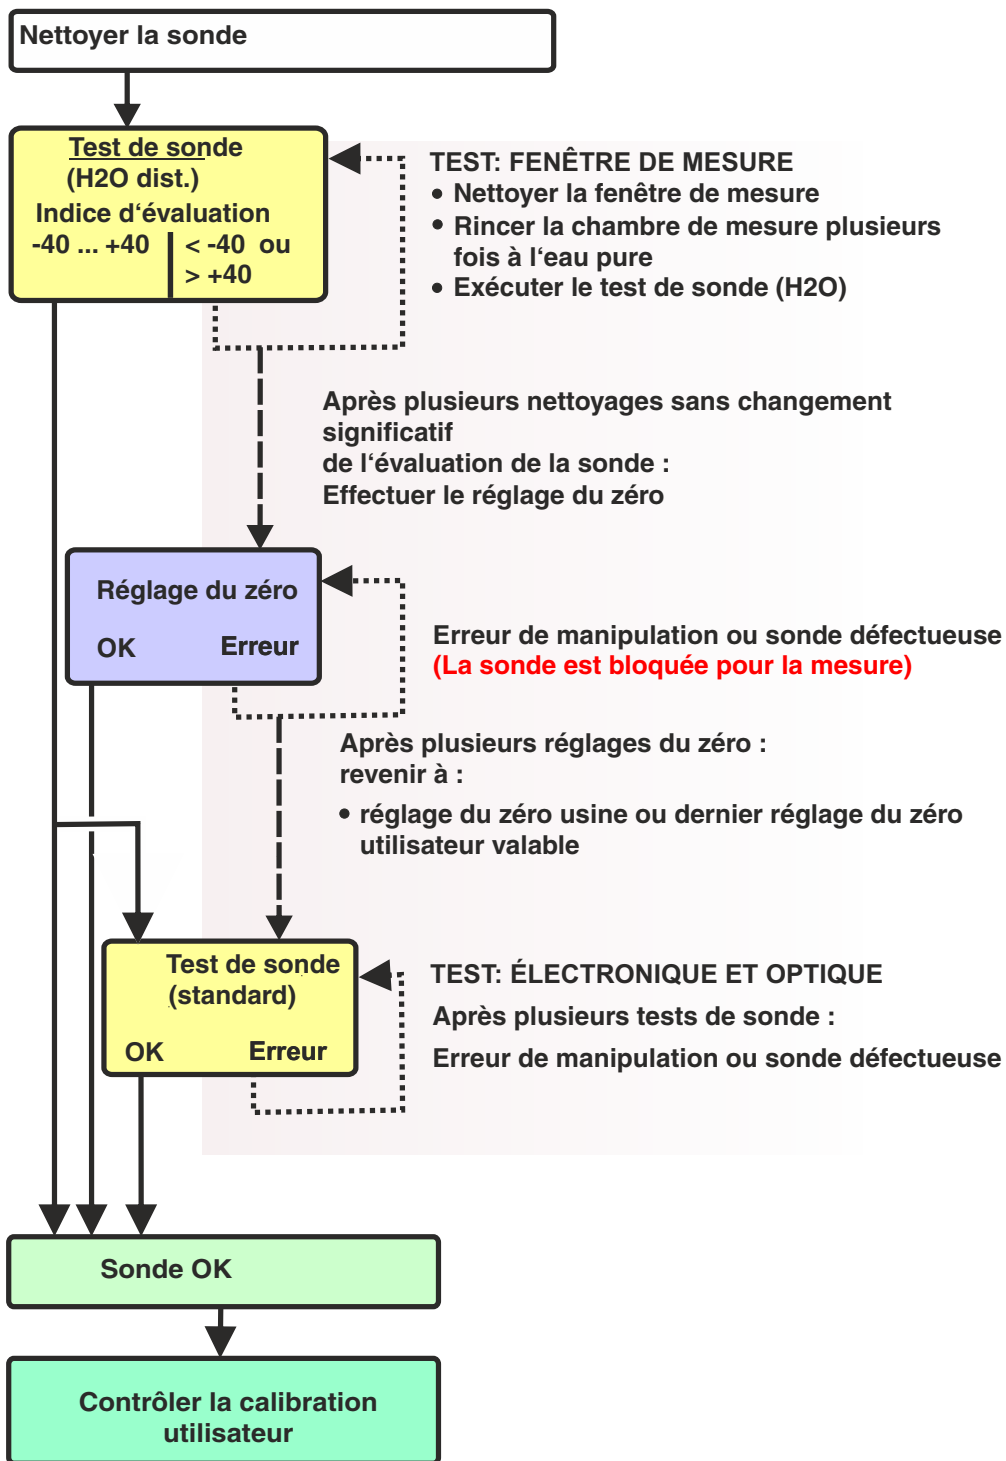 Nettoyer la sonde
Test de sonde
(H2O dist.)
Indice d‘évaluation
-40 ... +40
< -40 ou
> +40
TEST: FENÊTRE DE MESURE
• Nettoyer la fenêtre de mesure
• Rincer la chambre de mesure plusieurs
fois à l‘eau pure
• Exécuter le test de sonde (H2O)
Après plusieurs nettoyages sans changement
significatif
de l‘évaluation de la sonde :
Effectuer le réglage du zéro
Réglage du zéro
OK
Erreur
Erreur de manipulation ou sonde défectueuse
(La sonde est bloquée pour la mesure)
Après plusieurs réglages du zéro :
revenir à :
• réglage du zéro usine ou dernier réglage du zéro
utilisateur valable
Test de sonde
(standard)
OK
Erreur
TEST: ÉLECTRONIQUE ET OPTIQUE
Après plusieurs tests de sonde :
Erreur de manipulation ou sonde défectueuse
Sonde OK
Contrôler la calibration
utilisateur